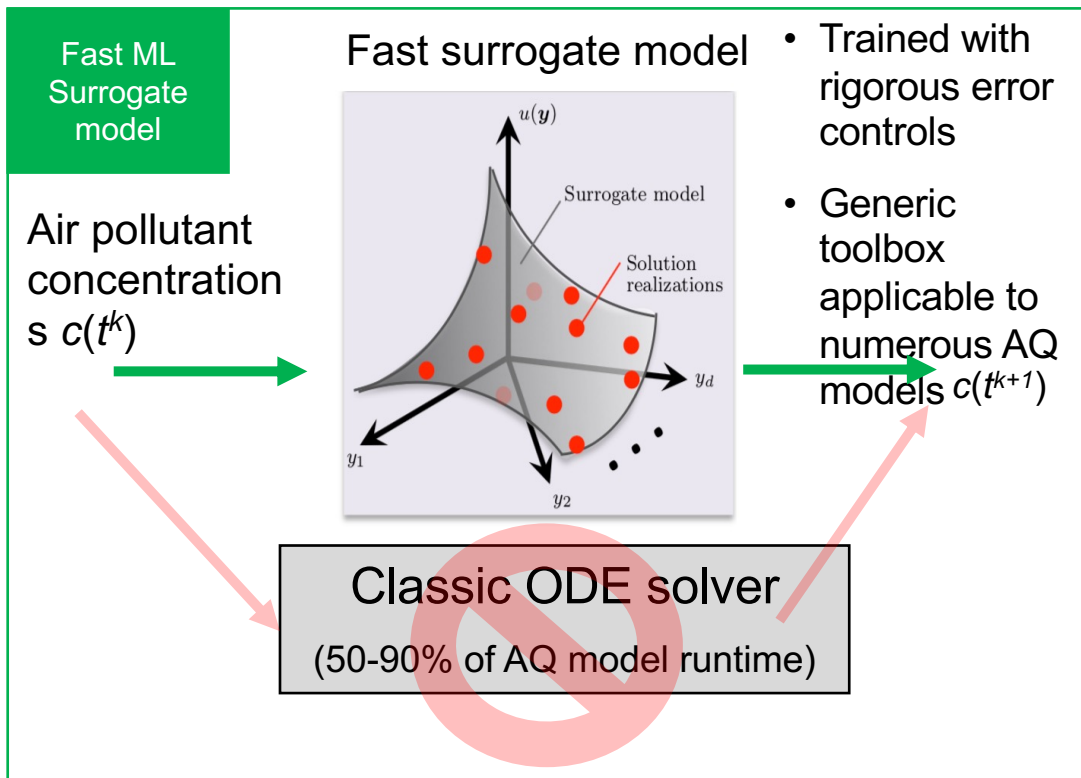 Fast ML
Surrogate
model
Fast surrogate model
• Trained with
rigorous error
controls
• Generic
toolbox
applicable to
numerous AQ
models
Air pollutant
concentration
s c(tᵏ)
u(y)
Surrogate model
Solution
realizations
y_d
y₁
y₂
c(tᵏ⁺¹)
Classic ODE solver
(50-90% of AQ model runtime)